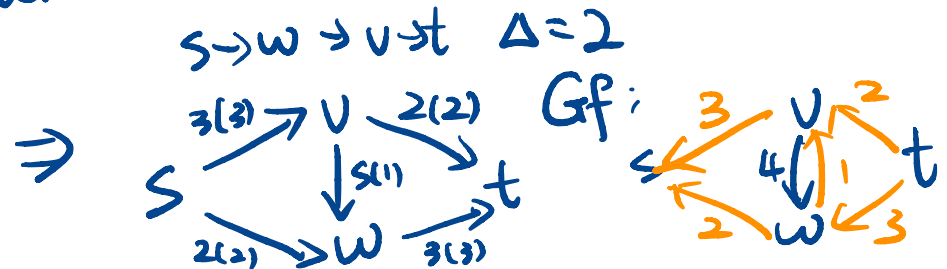 s→w→v→t Δ=2
⇒ s 3(3) v 2(2) t 5(1) 2(2) w 3(3)
Gf: s 3 v 2 t 4 1 2 w 3